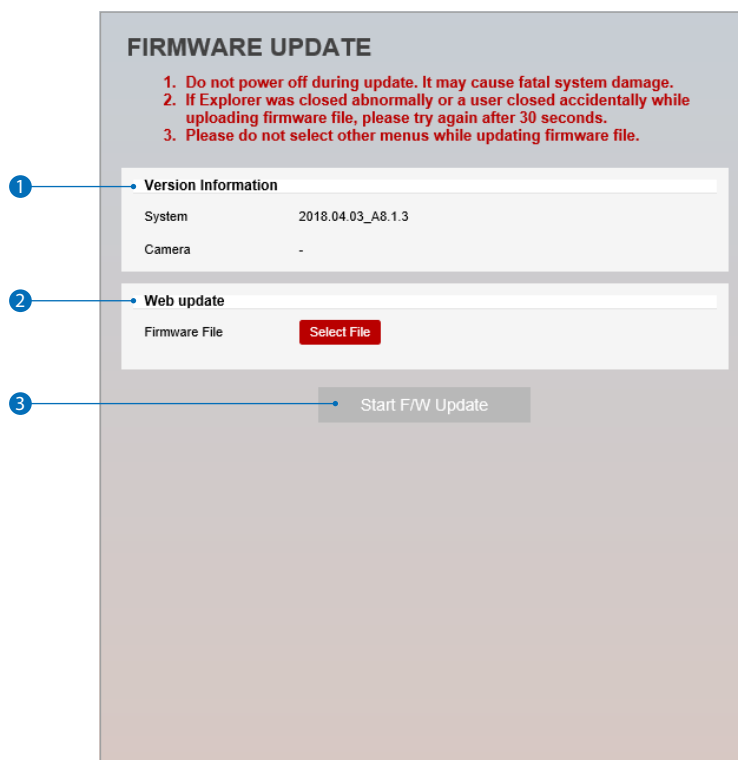 FIRMWARE UPDATE
1. Do not power off during update. It may cause fatal system damage.
2. If Explorer was closed abnormally or a user closed accidentally while
uploading firmware file, please try again after 30 seconds.
3. Please do not select other menus while updating firmware file.
1
Version Information
System 2018.04.03_A8.1.3
Camera -
2
Web update
Firmware File Select File
3
Start F/W Update